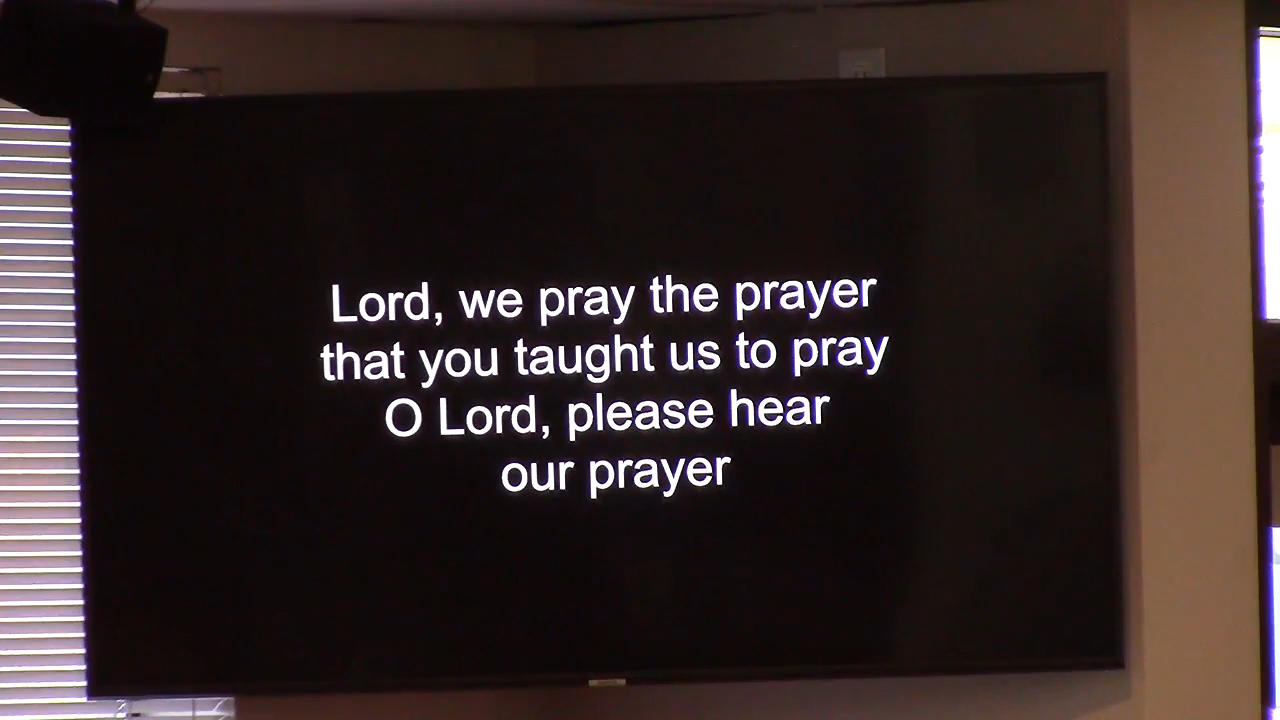 Lord, we pray the prayer
that you taught us to pray
O Lord, please hear
our prayer